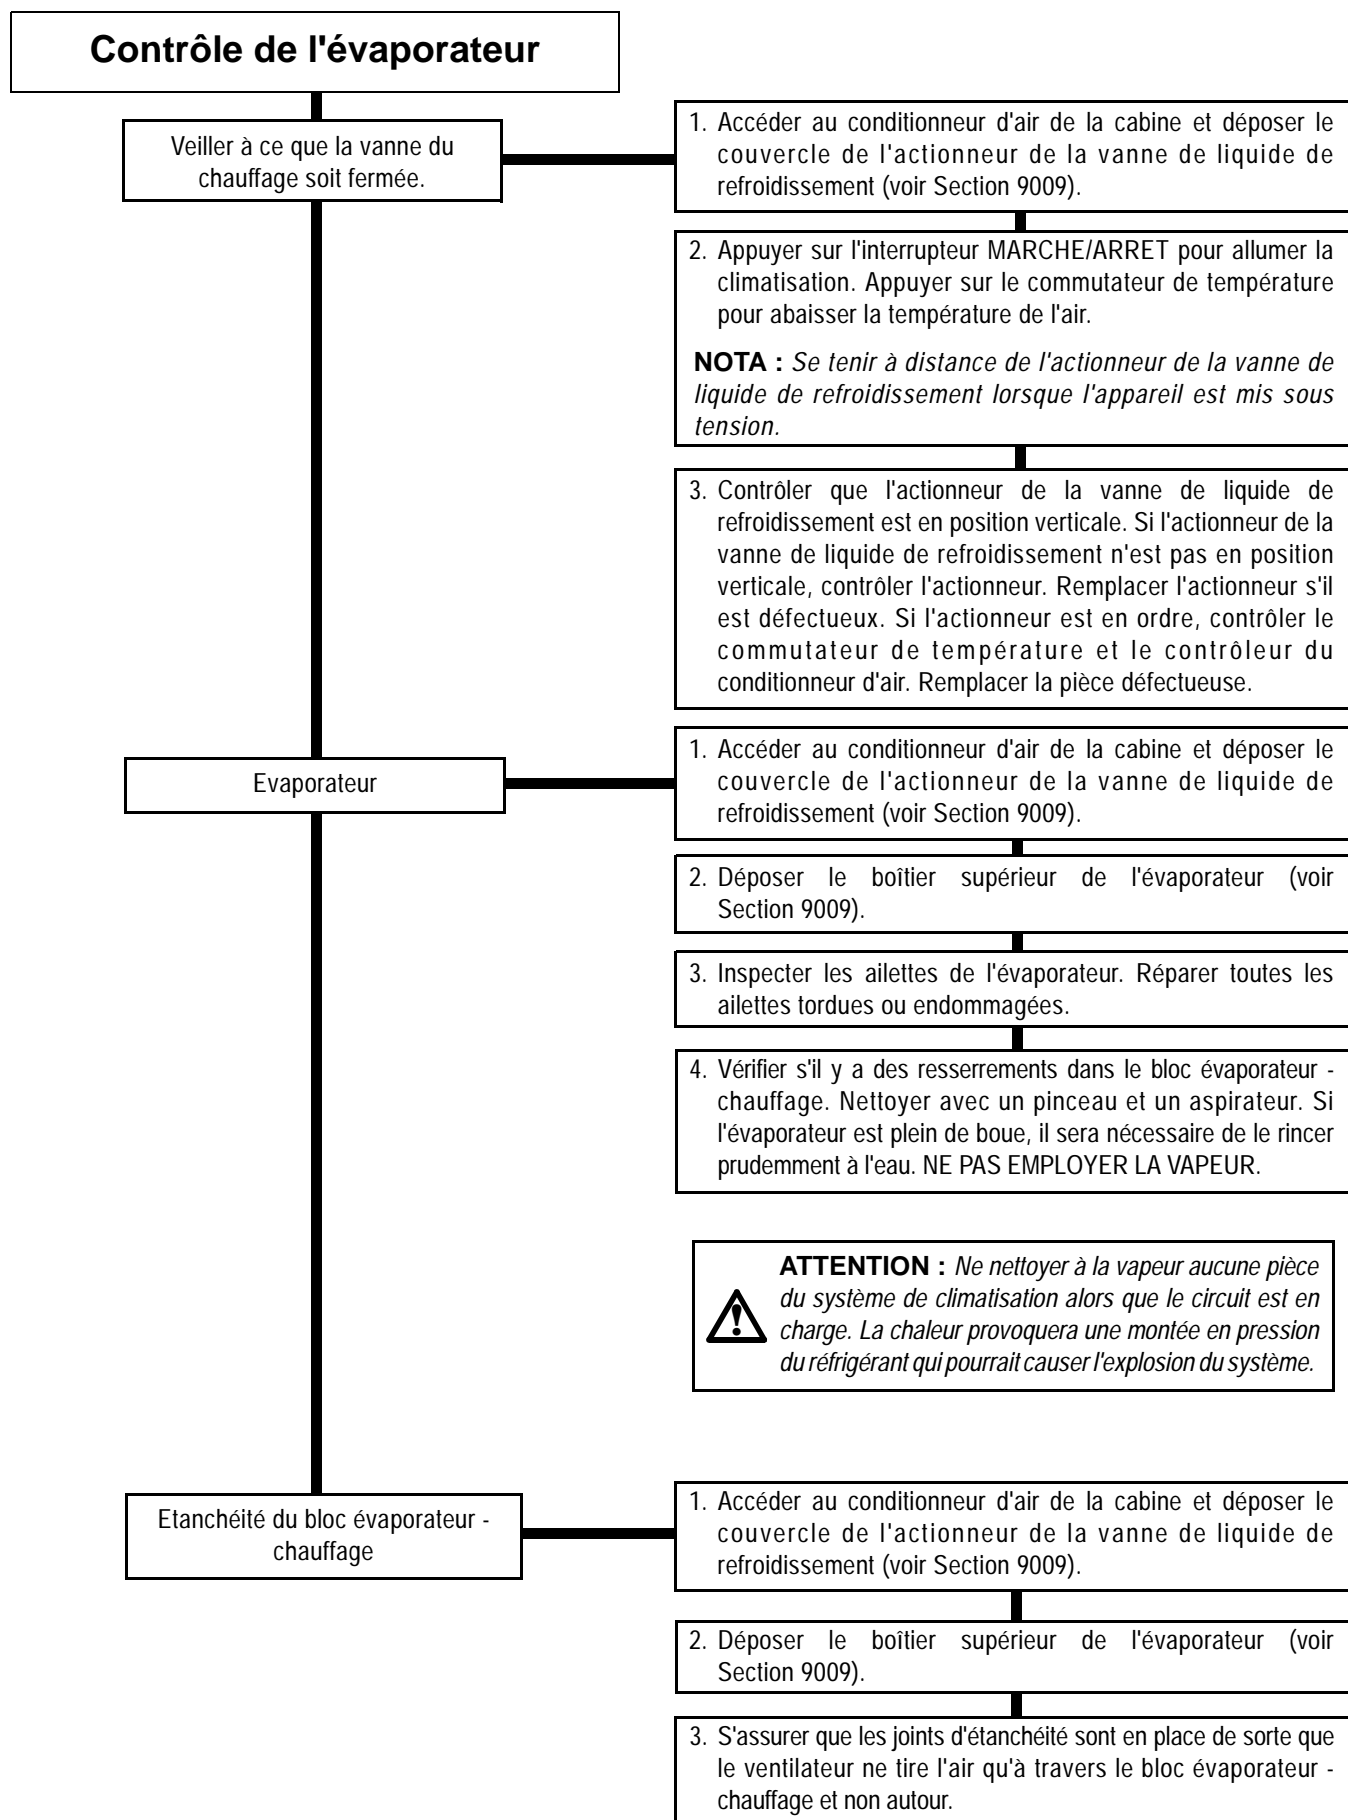 Contrôle de l'évaporateur
Veiller à ce que la vanne du
chauffage soit fermée.
1. Accéder au conditionneur d'air de la cabine et déposer le
couvercle de l'actionneur de la vanne de liquide de
refroidissement (voir Section 9009).
2. Appuyer sur l'interrupteur MARCHE/ARRET pour allumer la
climatisation. Appuyer sur le commutateur de température
pour abaisser la température de l'air.
NOTA : Se tenir à distance de l'actionneur de la vanne de
liquide de refroidissement lorsque l'appareil est mis sous
tension.
3. Contrôler que l'actionneur de la vanne de liquide de
refroidissement est en position verticale. Si l'actionneur de la
vanne de liquide de refroidissement n'est pas en position
verticale, contrôler l'actionneur. Remplacer l'actionneur s'il
est défectueux. Si l'actionneur est en ordre, contrôler le
commutateur de température et le contrôleur du
conditionneur d'air. Remplacer la pièce défectueuse.
Evaporateur
1. Accéder au conditionneur d'air de la cabine et déposer le
couvercle de l'actionneur de la vanne de liquide de
refroidissement (voir Section 9009).
2. Déposer le boîtier supérieur de l'évaporateur (voir
Section 9009).
3. Inspecter les ailettes de l'évaporateur. Réparer toutes les
ailettes tordues ou endommagées.
4. Vérifier s'il y a des resserrements dans le bloc évaporateur -
chauffage. Nettoyer avec un pinceau et un aspirateur. Si
l'évaporateur est plein de boue, il sera nécessaire de le rincer
prudemment à l'eau. NE PAS EMPLOYER LA VAPEUR.
ATTENTION : Ne nettoyer à la vapeur aucune pièce
du système de climatisation alors que le circuit est en
charge. La chaleur provoquera une montée en pression
du réfrigérant qui pourrait causer l'explosion du système.
Etanchéité du bloc évaporateur -
chauffage
1. Accéder au conditionneur d'air de la cabine et déposer le
couvercle de l'actionneur de la vanne de liquide de
refroidissement (voir Section 9009).
2. Déposer le boîtier supérieur de l'évaporateur (voir
Section 9009).
3. S'assurer que les joints d'étanchéité sont en place de sorte que
le ventilateur ne tire l'air qu'à travers le bloc évaporateur -
chauffage et non autour.